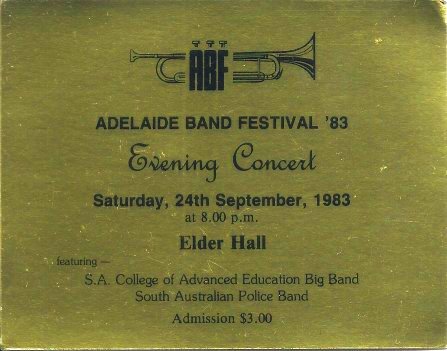 ABF
ADELAIDE BAND FESTIVAL '83
Evening Concert
Saturday, 24th September, 1983
at 8.00 p.m.
Elder Hall
featuring —
S.A. College of Advanced Education Big Band
South Australian Police Band
Admission $3.00